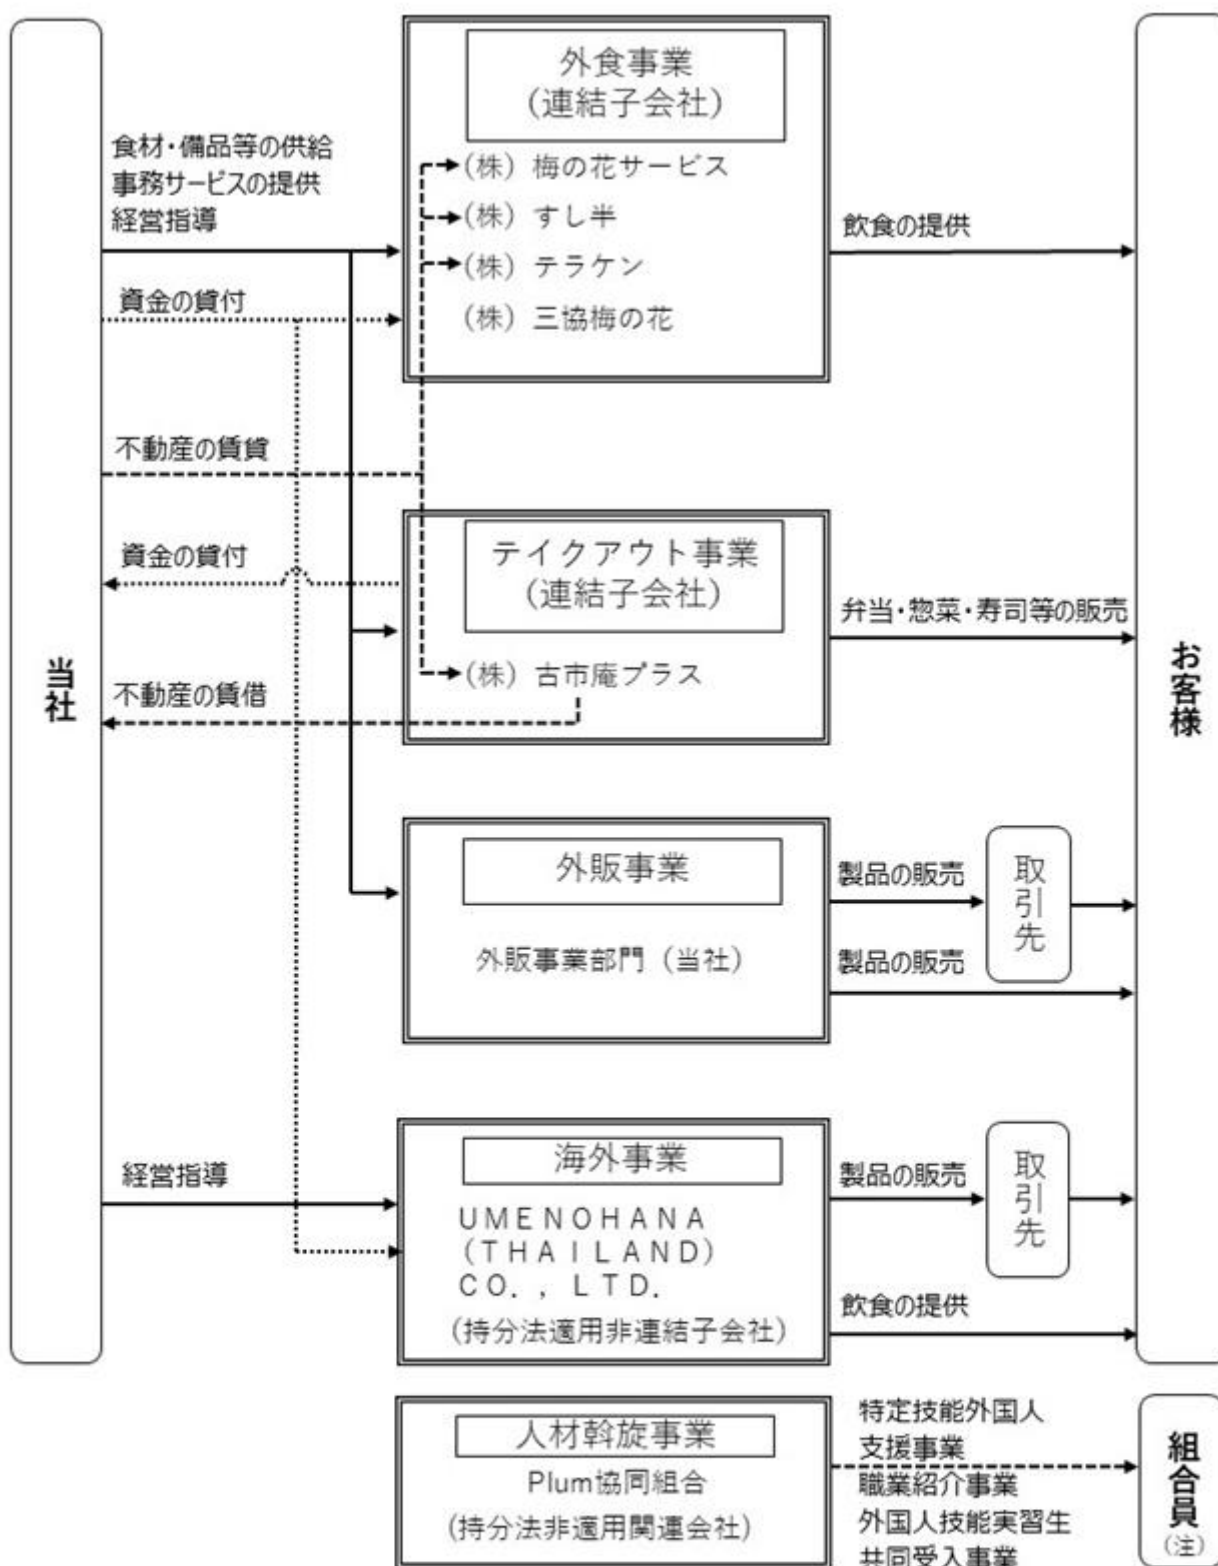 外食事業
(連結子会社)
食材・備品等の供給
事務サービスの提供
経営指導
(株) 梅の花サービス
(株) すし半
(株) テラケン
(株) 三協梅の花
飲食の提供
資金の貸付
不動産の賃貸
資金の貸付
テイクアウト事業
(連結子会社)
弁当・惣菜・寿司等の販売
(株) 古市庵プラス
不動産の賃借
当社
お客様
外販事業
外販事業部門 (当社)
製品の販売
取引先
製品の販売
海外事業
経営指導
UMENOHANA
(THAILAND)
CO., LTD.
(持分法適用非連結子会社)
製品の販売
取引先
飲食の提供
人材斡旋事業
Plum協同組合
(持分法非適用関連会社)
特定技能外国人
支援事業
職業紹介事業
外国人技能実習生
共同受入事業
組合員
(注)